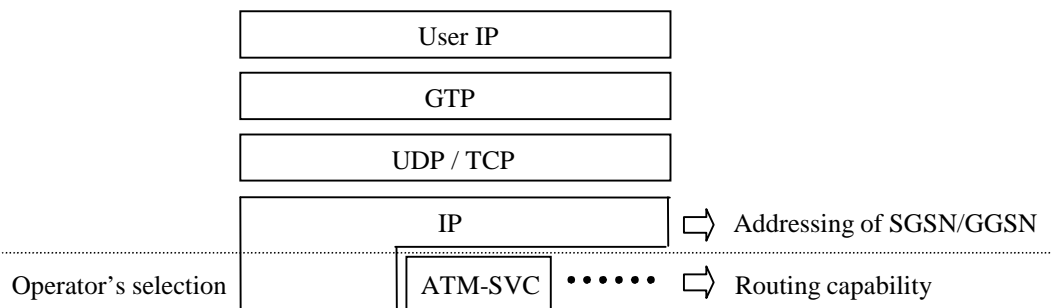 User IP
GTP
UDP / TCP
IP
Addressing of SGSN/GGSN
Operator’s selection
ATM-SVC ••••••
Routing capability